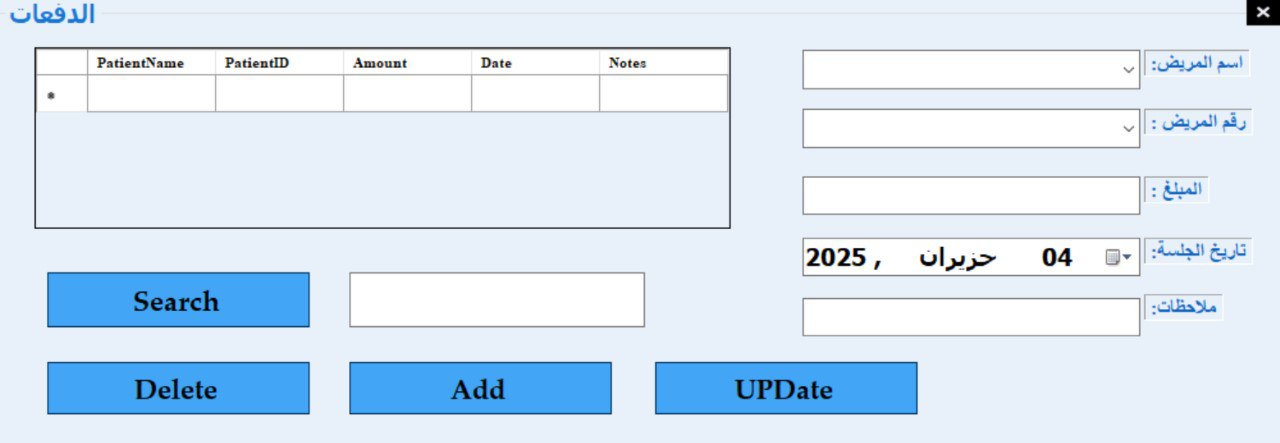 الدفعات
PatientName PatientID Amount Date Notes
*
اسم المريض:
رقم المريض :
المبلغ :
تاريخ الجلسة:
04 حزيران , 2025
ملاحظات:
Search
Delete
Add
UPDate